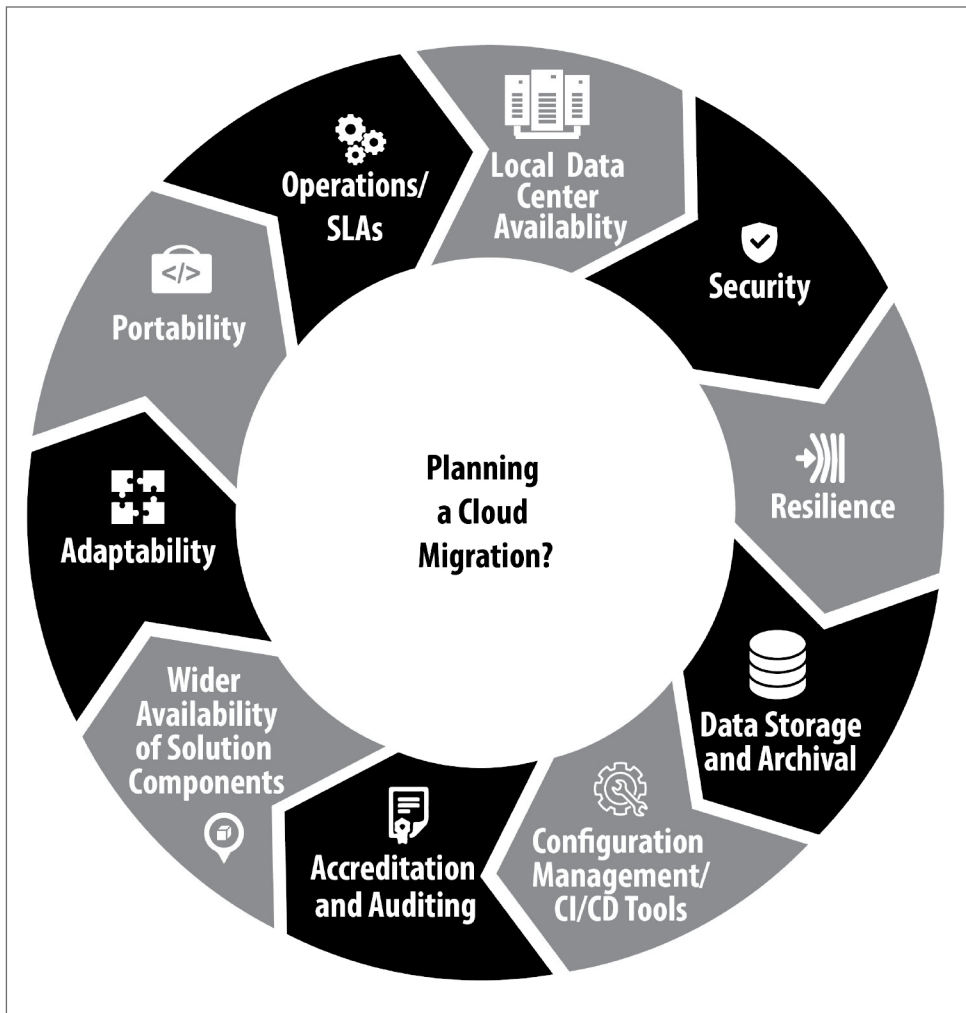 Planning
a Cloud
Migration?
Local Data
Center
Availablity
Security
Resilience
Data Storage
and Archival
Configuration
Management/
CI/CD Tools
Accreditation
and Auditing
Wider
Availability
of Solution
Components
Adaptability
</>
Portability
Operations/
SLAs